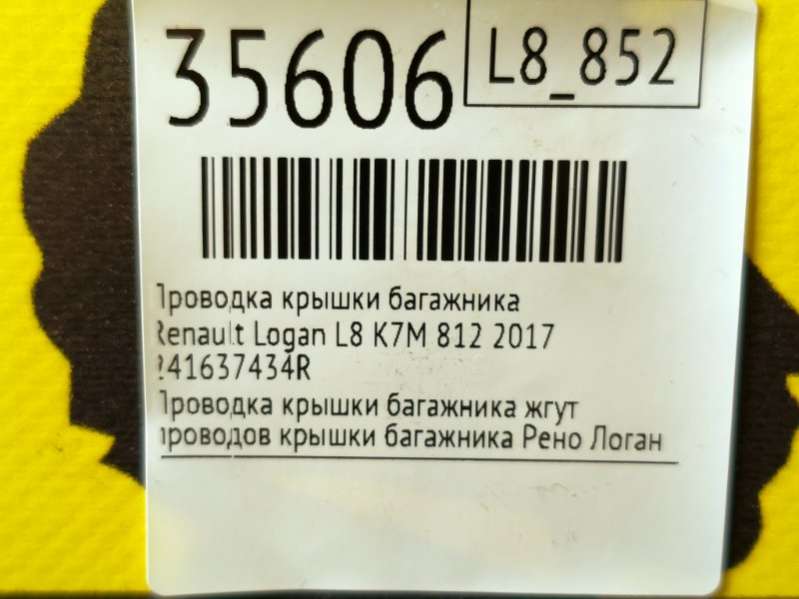 35606
L8_852
Проводка крышки багажника
Renault Logan L8 K7M 812 2017
241637434R
Проводка крышки багажника жгут
проводов крышки багажника Рено Логан